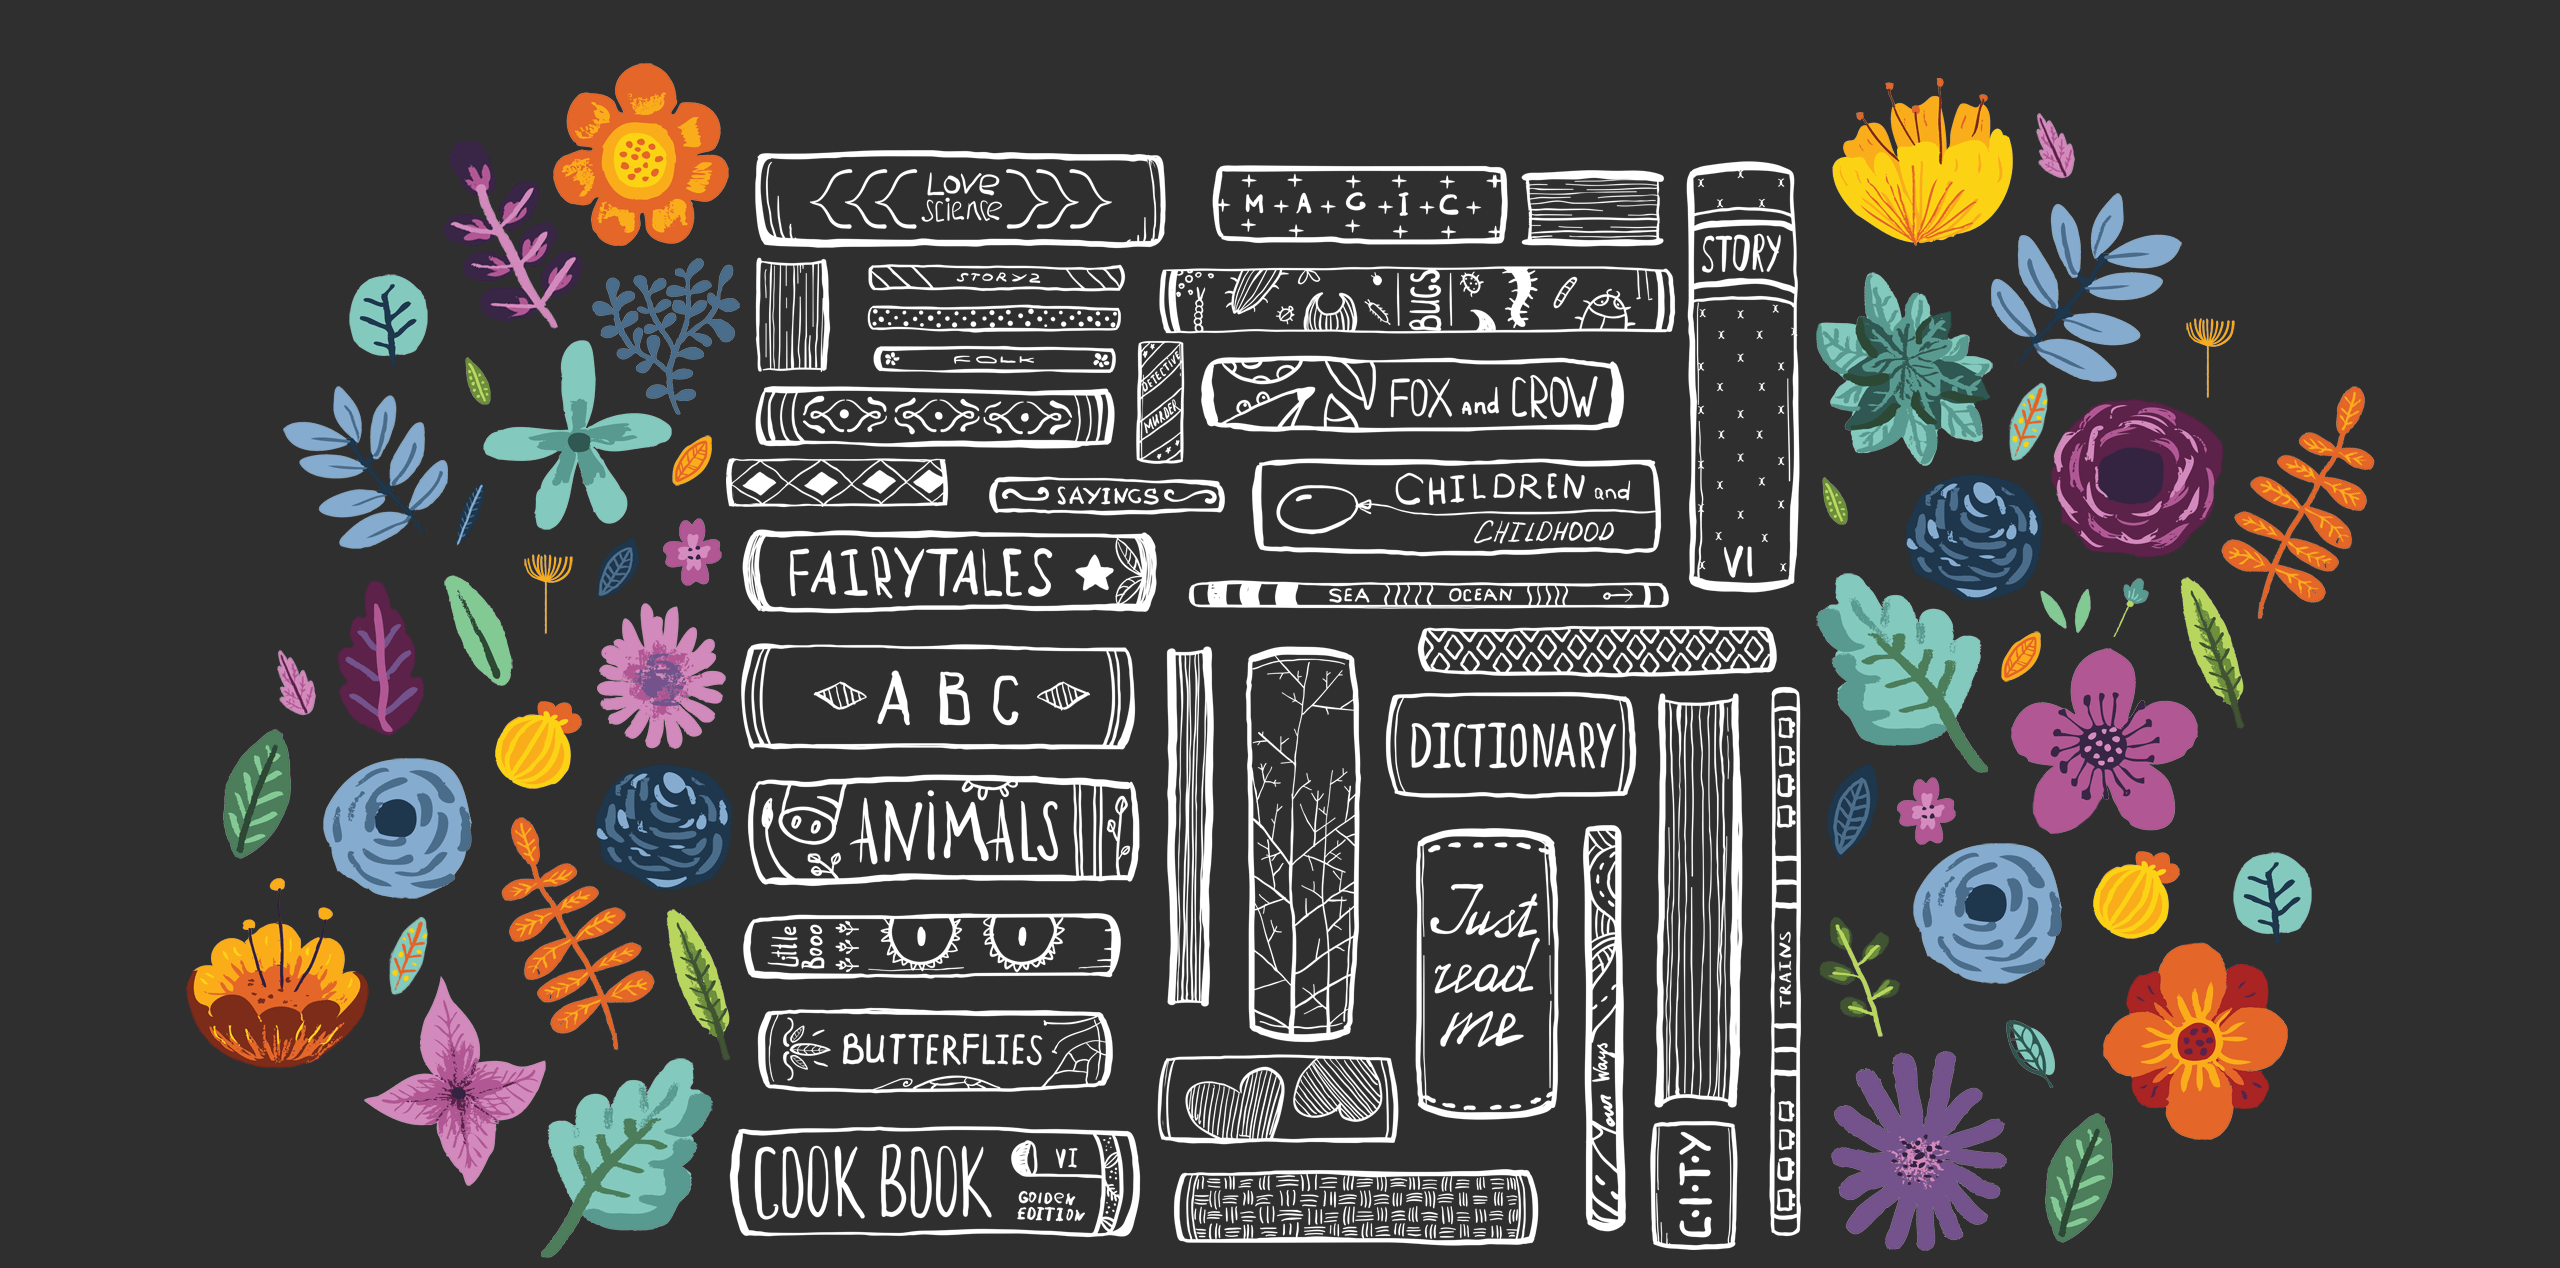 LOVE
SCIENCE
M A G I C
STORY
VI
STORYZ
BUGS
FOLK
DETECTIVE
MURDER
FOX and CROW
SAYINGS
CHILDREN and
CHILDHOOD
FAIRYTALES
SEA OCEAN
A B C
DICTIONARY
ANiMALS
Just
read
me
Little
Booo
TRAINS
BUTTERFLIES
Your Ways
COOK BOOK
VI
GOLDEN
EDITION
C·I·T·Y